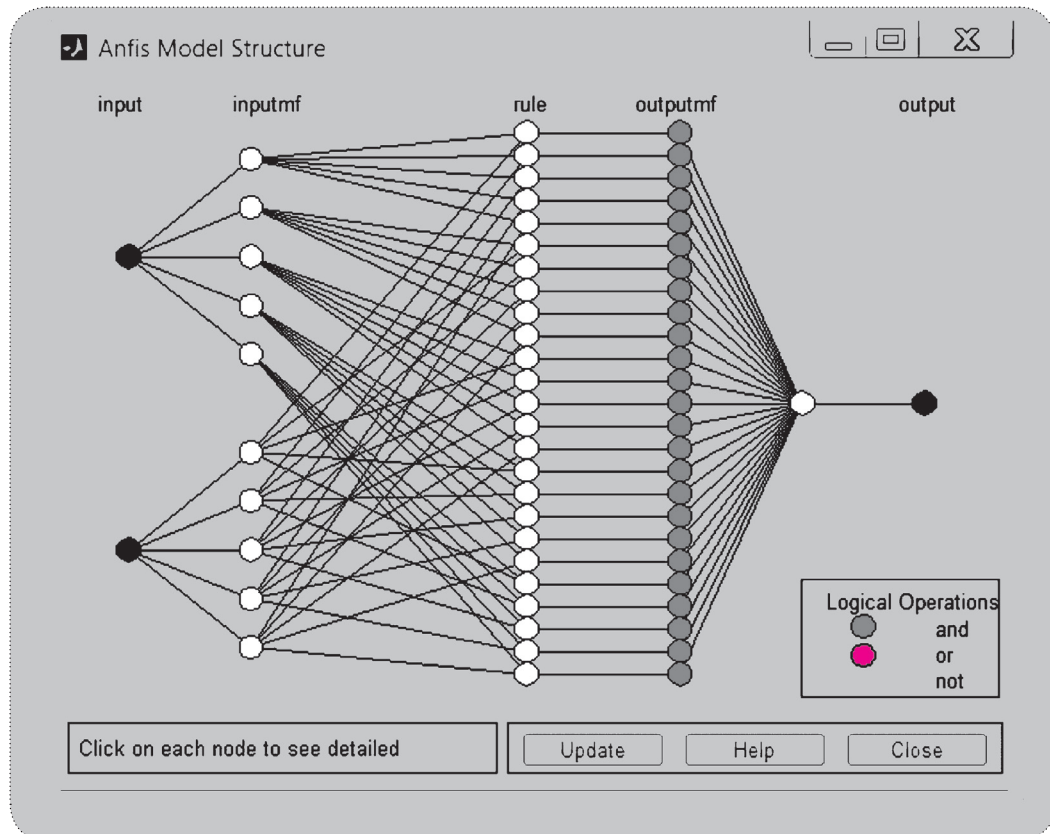 Anfis Model Structure
input inputmf rule outputmf output
Logical Operations
and
or
not
Click on each node to see detailed
Update Help Close